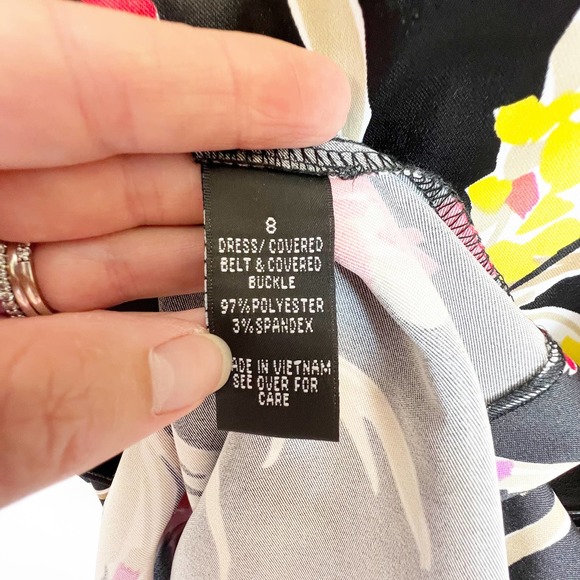 8
DRESS/COVERED
BELT & COVERED
BUCKLE
97% POLYESTER
3% SPANDEX
ADE IN VIETNAM
SEE OVER FOR
CARE